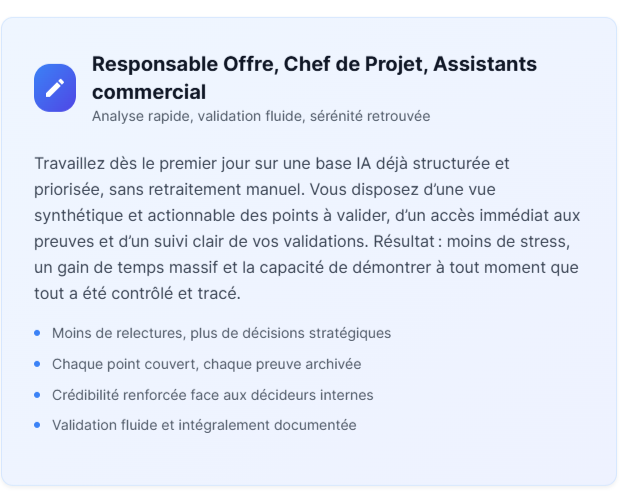 Responsable Offre, Chef de Projet, Assistants
commercial
Analyse rapide, validation fluide, sérénité retrouvée
Travaillez dès le premier jour sur une base IA déjà structurée et
priorisée, sans retraitement manuel. Vous disposez d’une vue
synthétique et actionnable des points à valider, d’un accès immédiat aux
preuves et d’un suivi clair de vos validations. Résultat : moins de stress,
un gain de temps massif et la capacité de démontrer à tout moment que
tout a été contrôlé et tracé.
Moins de relectures, plus de décisions stratégiques
Chaque point couvert, chaque preuve archivée
Crédibilité renforcée face aux décideurs internes
Validation fluide et intégralement documentée